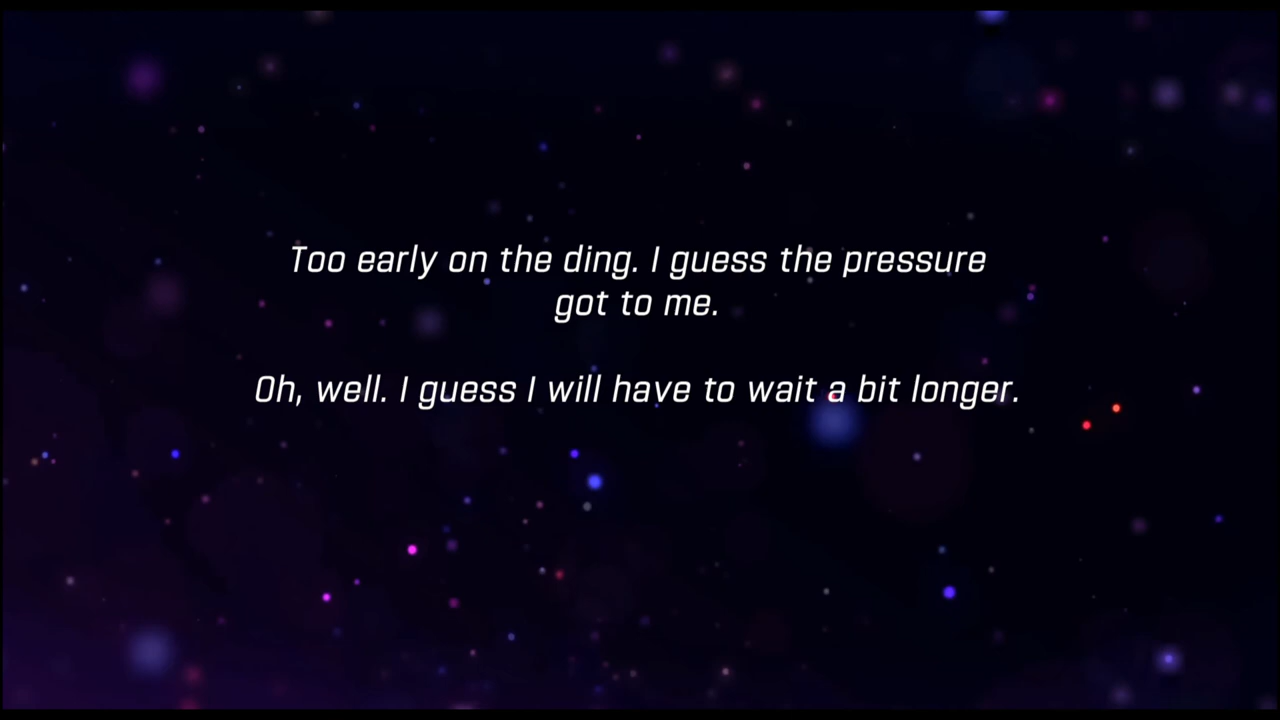 Too early on the ding. I guess the pressure
got to me.
Oh, well. I guess I will have to wait a bit longer.